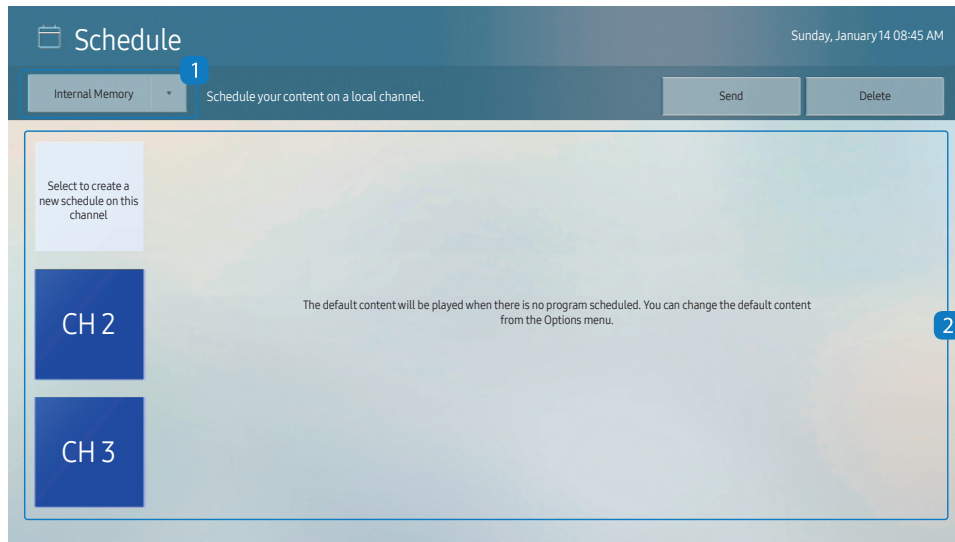 Schedule
Sunday, January 14 08:45 AM
1
Internal Memory
Schedule your content on a local channel.
Send
Delete
Select to create a
new schedule on this
channel
CH 2
The default content will be played when there is no program scheduled. You can change the default content
from the Options menu.
2
CH 3